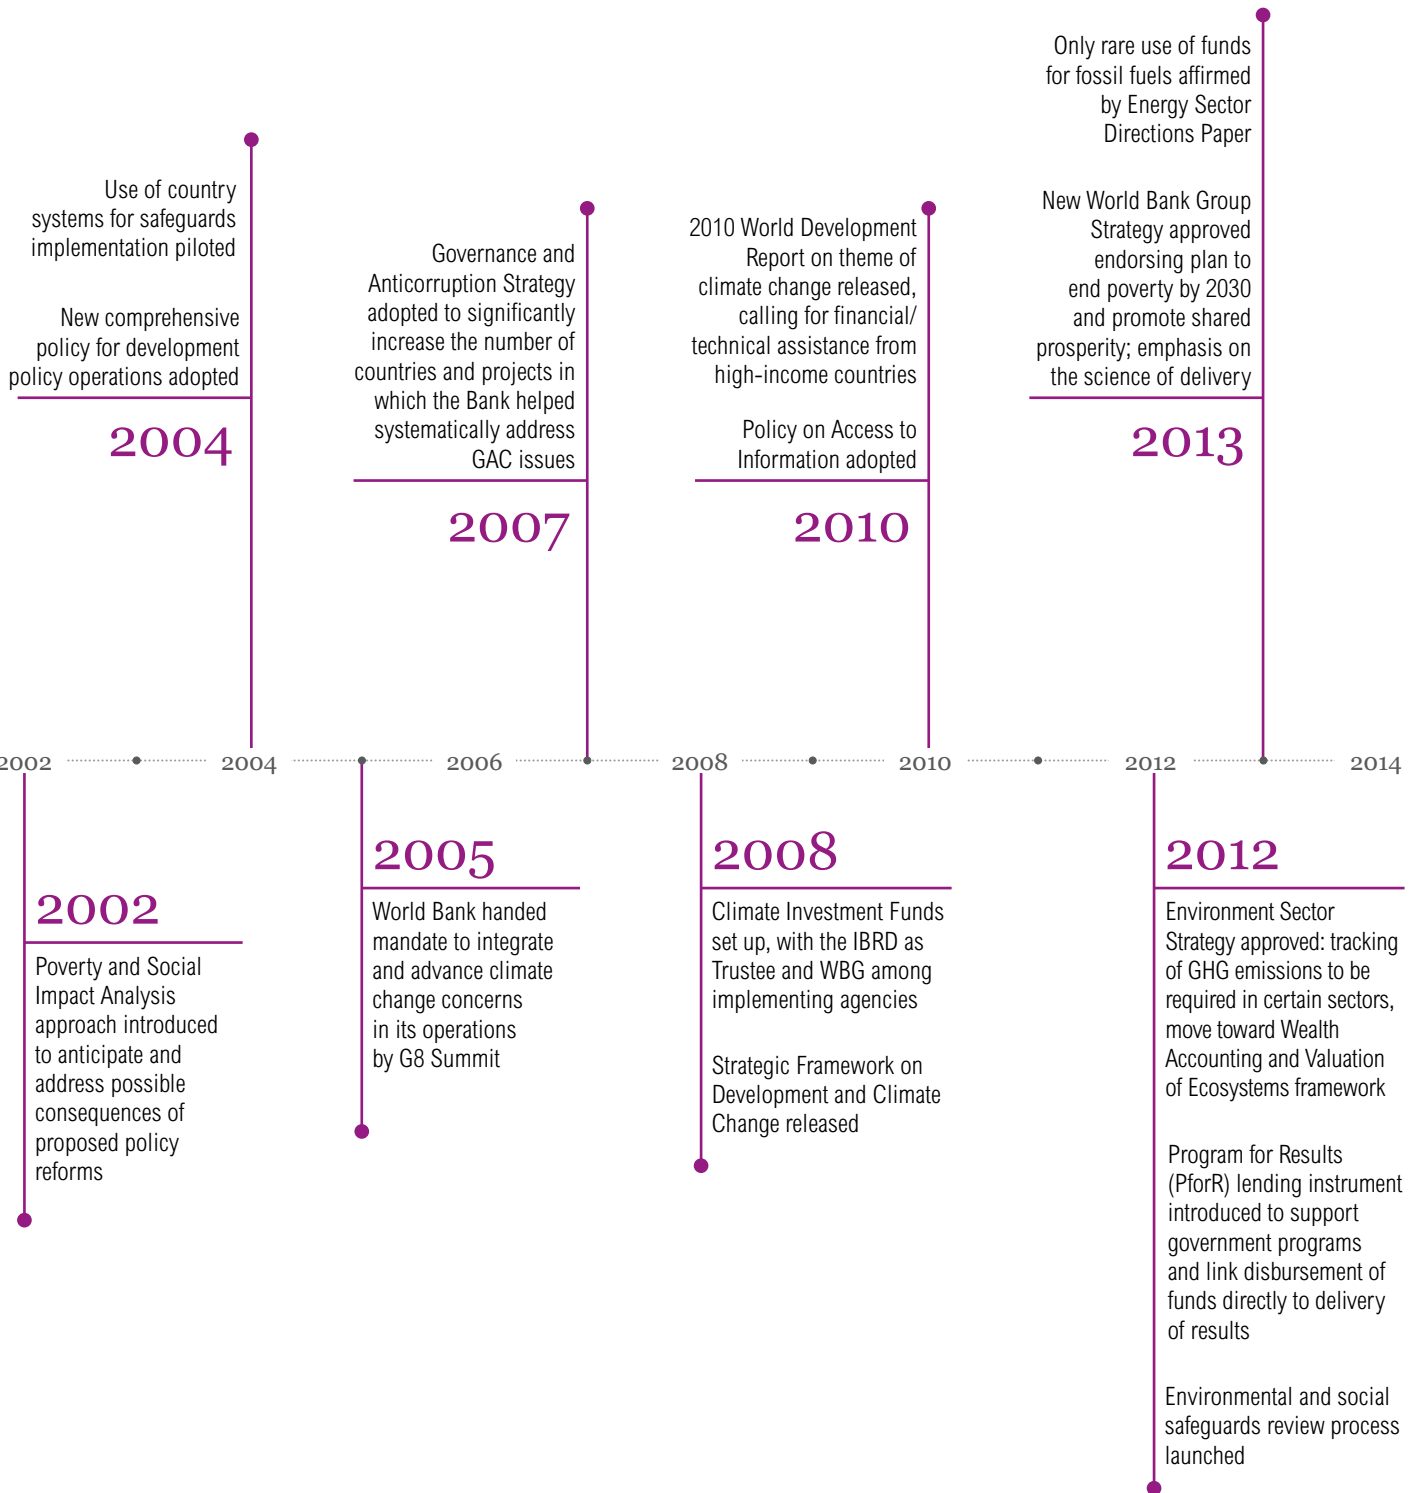 Use of country
systems for safeguards
implementation piloted
New comprehensive
policy for development
policy operations adopted
2004
Governance and
Anticorruption Strategy
adopted to significantly
increase the number of
countries and projects in
which the Bank helped
systematically address
GAC issues
2007
2010 World Development
Report on theme of
climate change released,
calling for financial/
technical assistance from
high-income countries
Policy on Access to
Information adopted
2010
Only rare use of funds
for fossil fuels affirmed
by Energy Sector
Directions Paper
New World Bank Group
Strategy approved
endorsing plan to
end poverty by 2030
and promote shared
prosperity; emphasis on
the science of delivery
2013
2002 2004 2006 2008 2010 2012 2014
2002
Poverty and Social
Impact Analysis
approach introduced
to anticipate and
address possible
consequences of
proposed policy
reforms
2005
World Bank handed
mandate to integrate
and advance climate
change concerns
in its operations
by G8 Summit
2008
Climate Investment Funds
set up, with the IBRD as
Trustee and WBG among
implementing agencies
Strategic Framework on
Development and Climate
Change released
2012
Environment Sector
Strategy approved: tracking
of GHG emissions to be
required in certain sectors,
move toward Wealth
Accounting and Valuation
of Ecosystems framework
Program for Results
(PforR) lending instrument
introduced to support
government programs
and link disbursement of
funds directly to delivery
of results
Environmental and social
safeguards review process
launched